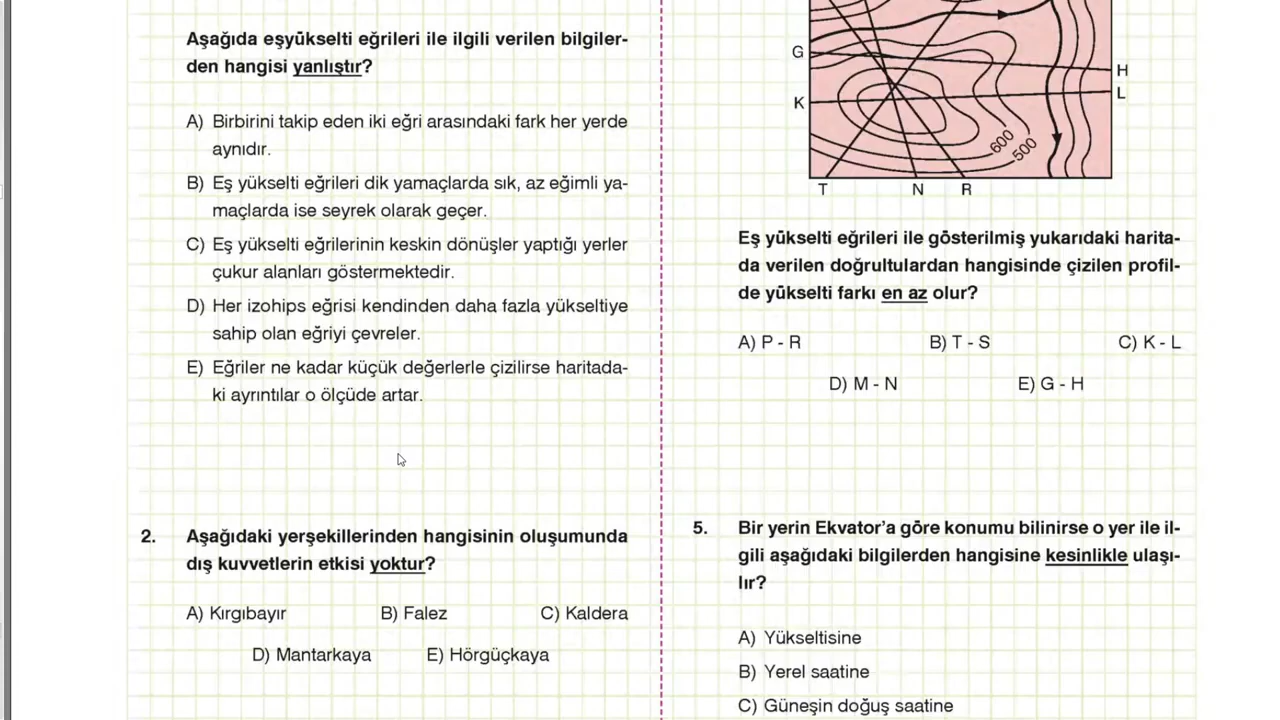 Aşağıda eşyükselti eğrileri ile ilgili verilen bilgiler-
den hangisi yanlıştır?
A) Birbirini takip eden iki eğri arasındaki fark her yerde
aynıdır.
B) Eş yükselti eğrileri dik yamaçlarda sık, az eğimli ya-
maçlarda ise seyrek olarak geçer.
C) Eş yükselti eğrilerinin keskin dönüşler yaptığı yerler
çukur alanları göstermektedir.
D) Her izohips eğrisi kendinden daha fazla yükseltiye
sahip olan eğriyi çevreler.
E) Eğriler ne kadar küçük değerlerle çizilirse haritada-
ki ayrıntılar o ölçüde artar.
2. Aşağıdaki yerşekillerinden hangisinin oluşumunda
dış kuvvetlerin etkisi yoktur?
A) Kırgıbayır B) Falez C) Kaldera
D) Mantarkaya E) Hörgüçkaya
G
H
K
L
600
500
T N R
Eş yükselti eğrileri ile gösterilmiş yukarıdaki harita-
da verilen doğrultulardan hangisinde çizilen profil-
de yükselti farkı en az olur?
A) P - R B) T - S C) K - L
D) M - N E) G - H
5. Bir yerin Ekvator'a göre konumu bilinirse o yer ile il-
gili aşağıdaki bilgilerden hangisine kesinlikle ulaşı-
lır?
A) Yükseltisine
B) Yerel saatine
C) Güneşin doğuş saatine